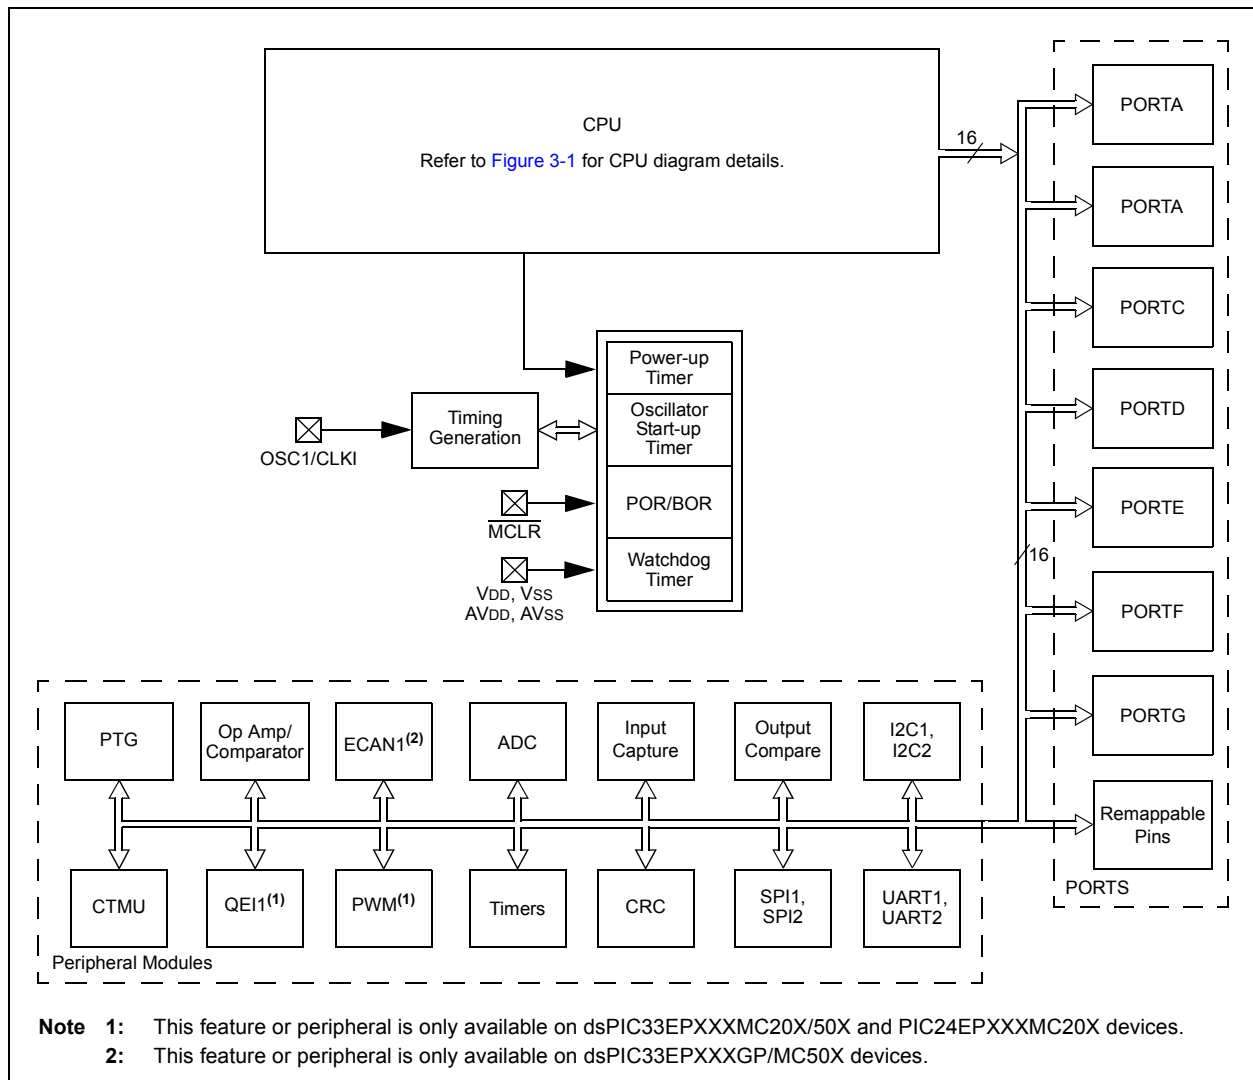 CPU
Refer to Figure 3-1 for CPU diagram details.
16
PORTA
PORTA
PORTC
PORTD
PORTE
16
PORTF
PORTG
Remappable
Pins
PORTS
Power-up
Timer
Oscillator
Start-up
Timer
POR/BOR
Watchdog
Timer
Timing
Generation
OSC1/CLKI
MCLR
VDD, VSS
AVDD, AVSS
PTG
Op Amp/
Comparator
ECAN1(2)
ADC
Input
Capture
Output
Compare
I2C1,
I2C2
CTMU
QEI1(1)
PWM(1)
Timers
CRC
SPI1,
SPI2
UART1,
UART2
Peripheral Modules
Note 1: This feature or peripheral is only available on dsPIC33EPXXXMC20X/50X and PIC24EPXXXMC20X devices.
2: This feature or peripheral is only available on dsPIC33EPXXXGP/MC50X devices.